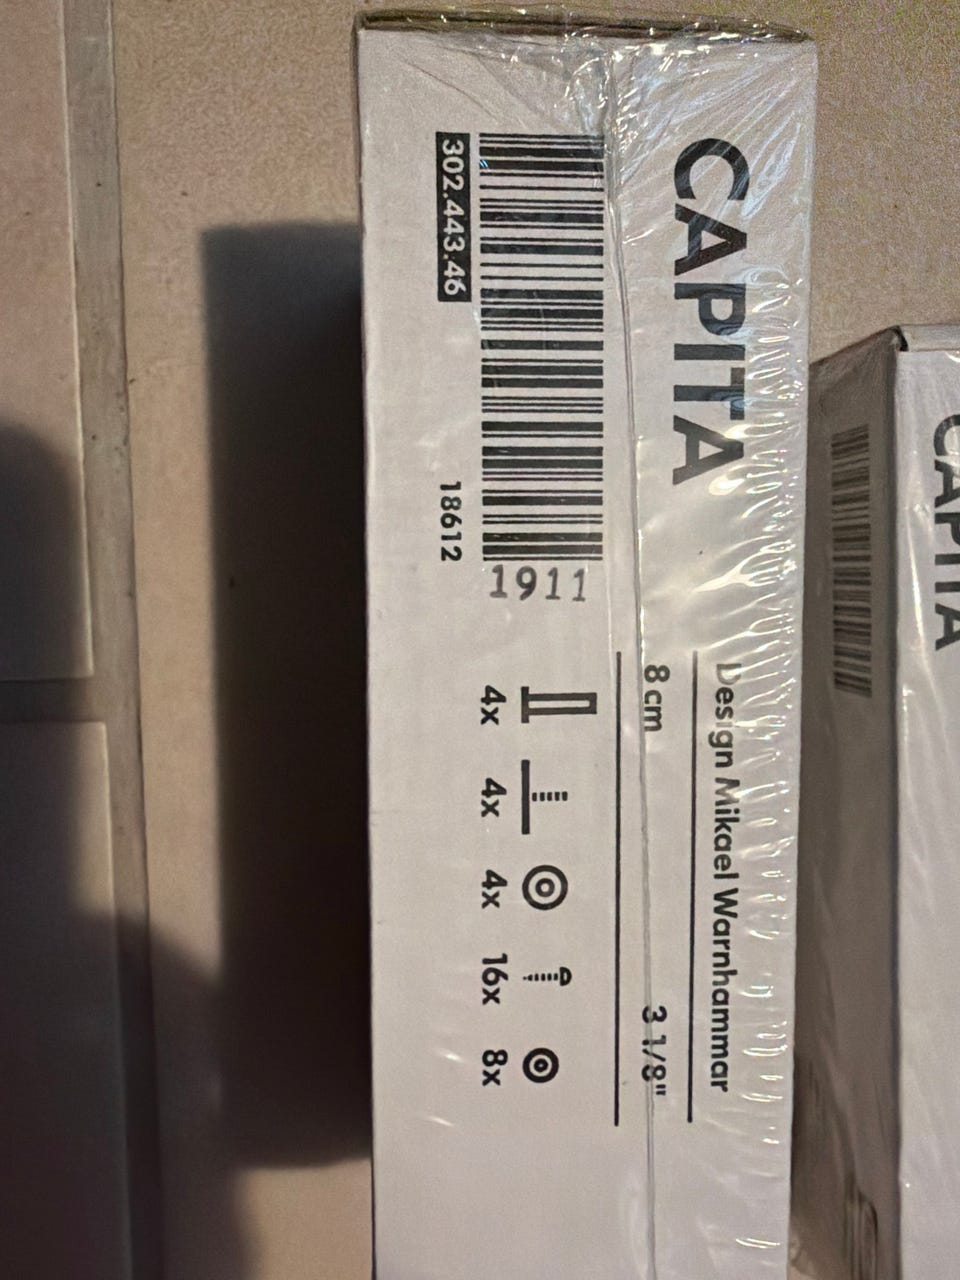 CAPITA
Design Mikael Warnhammar
8 cm 3 1/8"
1911
302.443.46 18612
4x 4x 4x 16x 8x
CAPITA